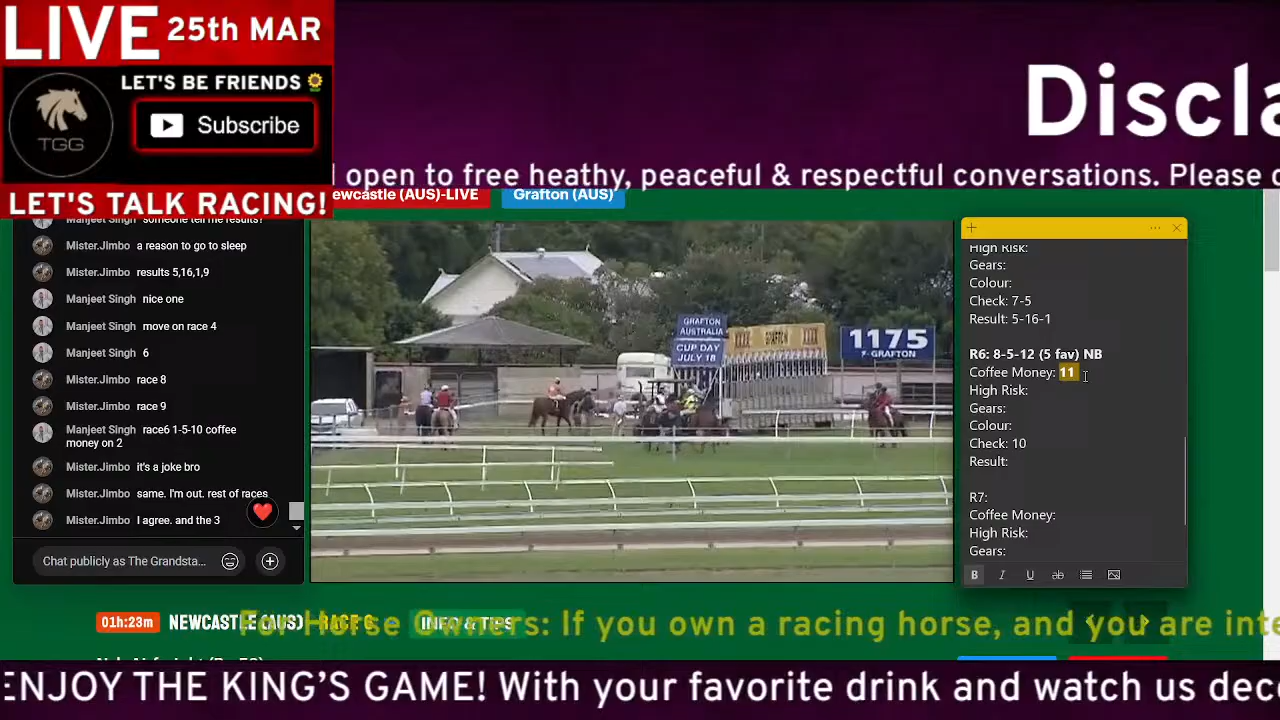 LIVE 25th MAR
LET'S BE FRIENDS
TGG
Subscribe
LET'S TALK RACING!
Discla
open to free heathy, peaceful & respectful conversations. Please
ewcastle (AUS)-LIVE
Grafton (AUS)
Manjeet Singh someone tell me results?
Mister.Jimbo a reason to go to sleep
Mister.Jimbo results 5,16,1,9
Manjeet Singh nice one
Manjeet Singh move on race 4
Manjeet Singh 6
Mister.Jimbo race 8
Mister.Jimbo race 9
Manjeet Singh race6 1-5-10 coffee
money on 2
Mister.Jimbo it's a joke bro
Mister.Jimbo same. I'm out. rest of races
Mister.Jimbo I agree. and the 3
Chat publicly as The Grandsta...
GRAFTON
AUSTRALIA
CUP DAY
JULY 18
GRAFTON
1175
7-GRAFTON
High Risk:
Gears:
Colour:
Check: 7-5
Result: 5-16-1
R6: 8-5-12 (5 fav) NB
Coffee Money: 11
High Risk:
Gears:
Colour:
Check: 10
Result:
R7:
Coffee Money:
High Risk:
Gears:
01h:23m NEWCASTLE (AUS) RACE
INFO & TIPS
For Horse Owners: If you own a racing horse, and you are inte
ENJOY THE KING'S GAME! With your favorite drink and watch us dec